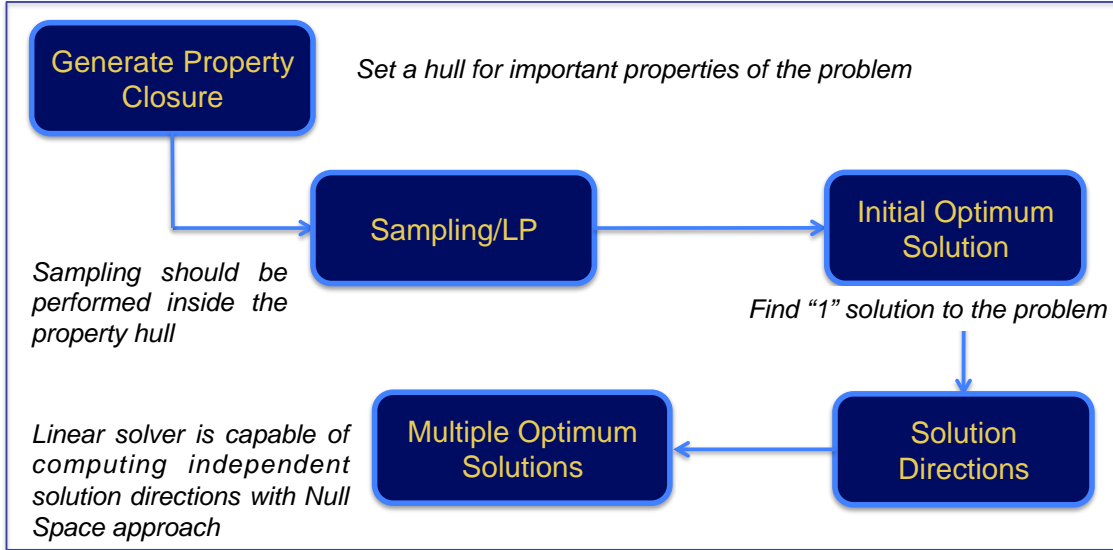 Generate Property
Closure
Set a hull for important properties of the problem
Sampling/LP
Initial Optimum
Solution
Sampling should be
performed inside the
property hull
Find “1” solution to the problem
Linear solver is capable of
computing independent
solution directions with Null
Space approach
Multiple Optimum
Solutions
Solution
Directions